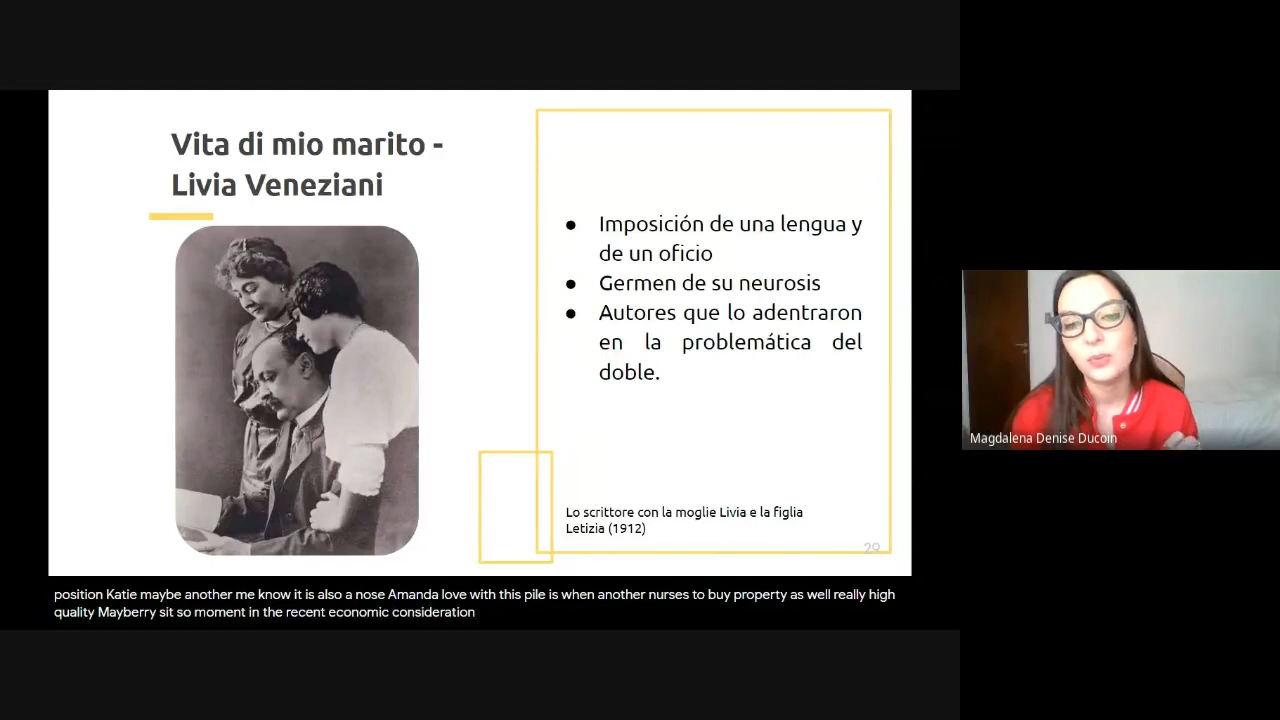 Vita di mio marito -
Livia Veneziani
● Imposición de una lengua y
de un oficio
● Germen de su neurosis
● Autores que lo adentraron
en la problemática del
doble.
Lo scrittore con la moglie Livia e la figlia
Letizia (1912)
29
position Katie maybe another me know it is also a nose Amanda love with this pile is when another nurses to buy property as well really high
quality Mayberry sit so moment in the recent economic consideration
Magdalena Denise Ducoin